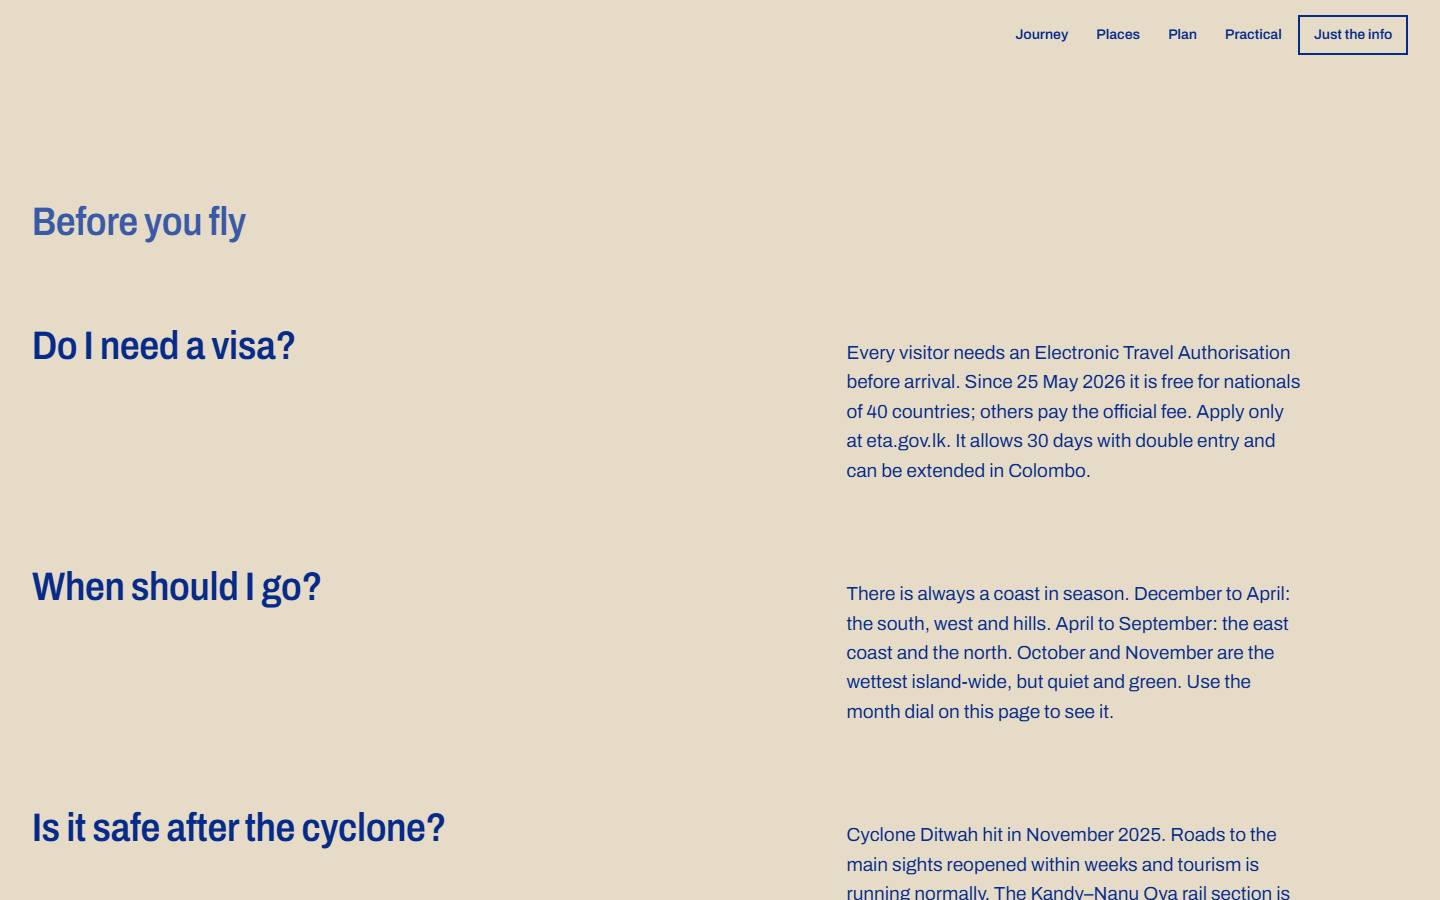 Journey Places Plan Practical Just the info
Before you fly
Do I need a visa?
Every visitor needs an Electronic Travel Authorisation
before arrival. Since 25 May 2026 it is free for nationals
of 40 countries; others pay the official fee. Apply only
at eta.gov.lk. It allows 30 days with double entry and
can be extended in Colombo.
When should I go?
There is always a coast in season. December to April:
the south, west and hills. April to September: the east
coast and the north. October and November are the
wettest island-wide, but quiet and green. Use the
month dial on this page to see it.
Is it safe after the cyclone?
Cyclone Ditwah hit in November 2025. Roads to the
main sights reopened within weeks and tourism is
running normally. The Kandy–Nanu Oya rail section is